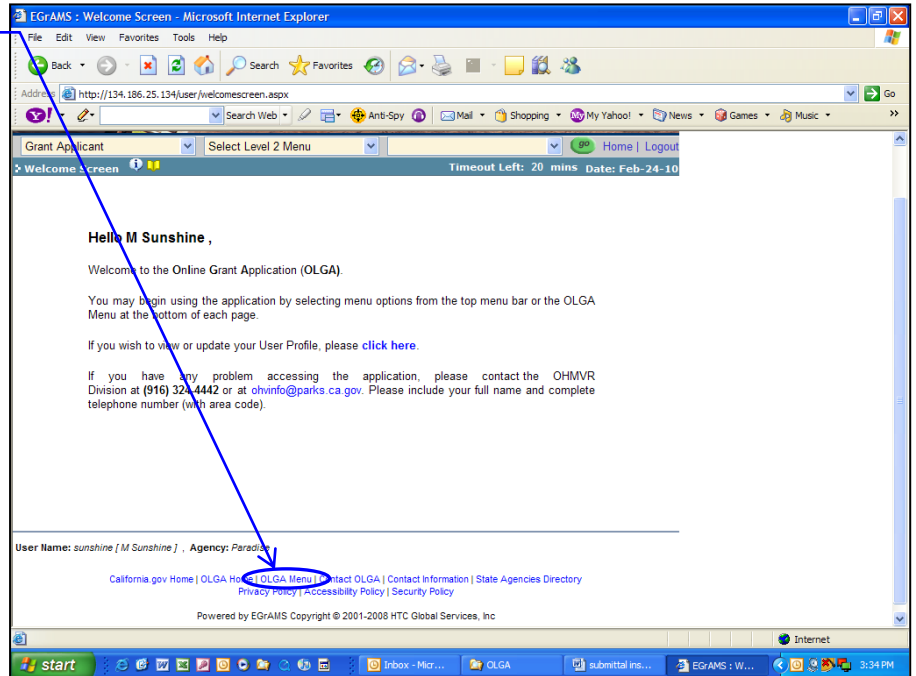 EGrAMS : Welcome Screen - Microsoft Internet Explorer
File Edit View Favorites Tools Help
Back Search Favorites
Address http://134.186.25.134/user/welcomescreen.aspx Go
Y! Search Web Anti-Spy Mail Shopping My Yahoo! News Games Music >>
Grant Applicant Select Level 2 Menu go Home | Logout
Welcome Screen Timeout Left: 20 mins Date: Feb-24-10
Hello M Sunshine ,
Welcome to the Online Grant Application (OLGA).
You may begin using the application by selecting menu options from the top menu bar or the OLGA
Menu at the bottom of each page.
If you wish to view or update your User Profile, please click here.
If you have any problem accessing the application, please contact the OHMVR
Division at (916) 324-4442 or at ohvinfo@parks.ca.gov. Please include your full name and complete
telephone number (with area code).
User Name: sunshine [ M Sunshine ] , Agency: Paradise
California.gov Home | OLGA Home | OLGA Menu | Contact OLGA | Contact Information | State Agencies Directory
Privacy Policy | Accessibility Policy | Security Policy
Powered by EGrAMS Copyright © 2001-2008 HTC Global Services, Inc
Internet
start Inbox - Micr... OLGA submittal ins... EGrAMS : W... 3:34 PM